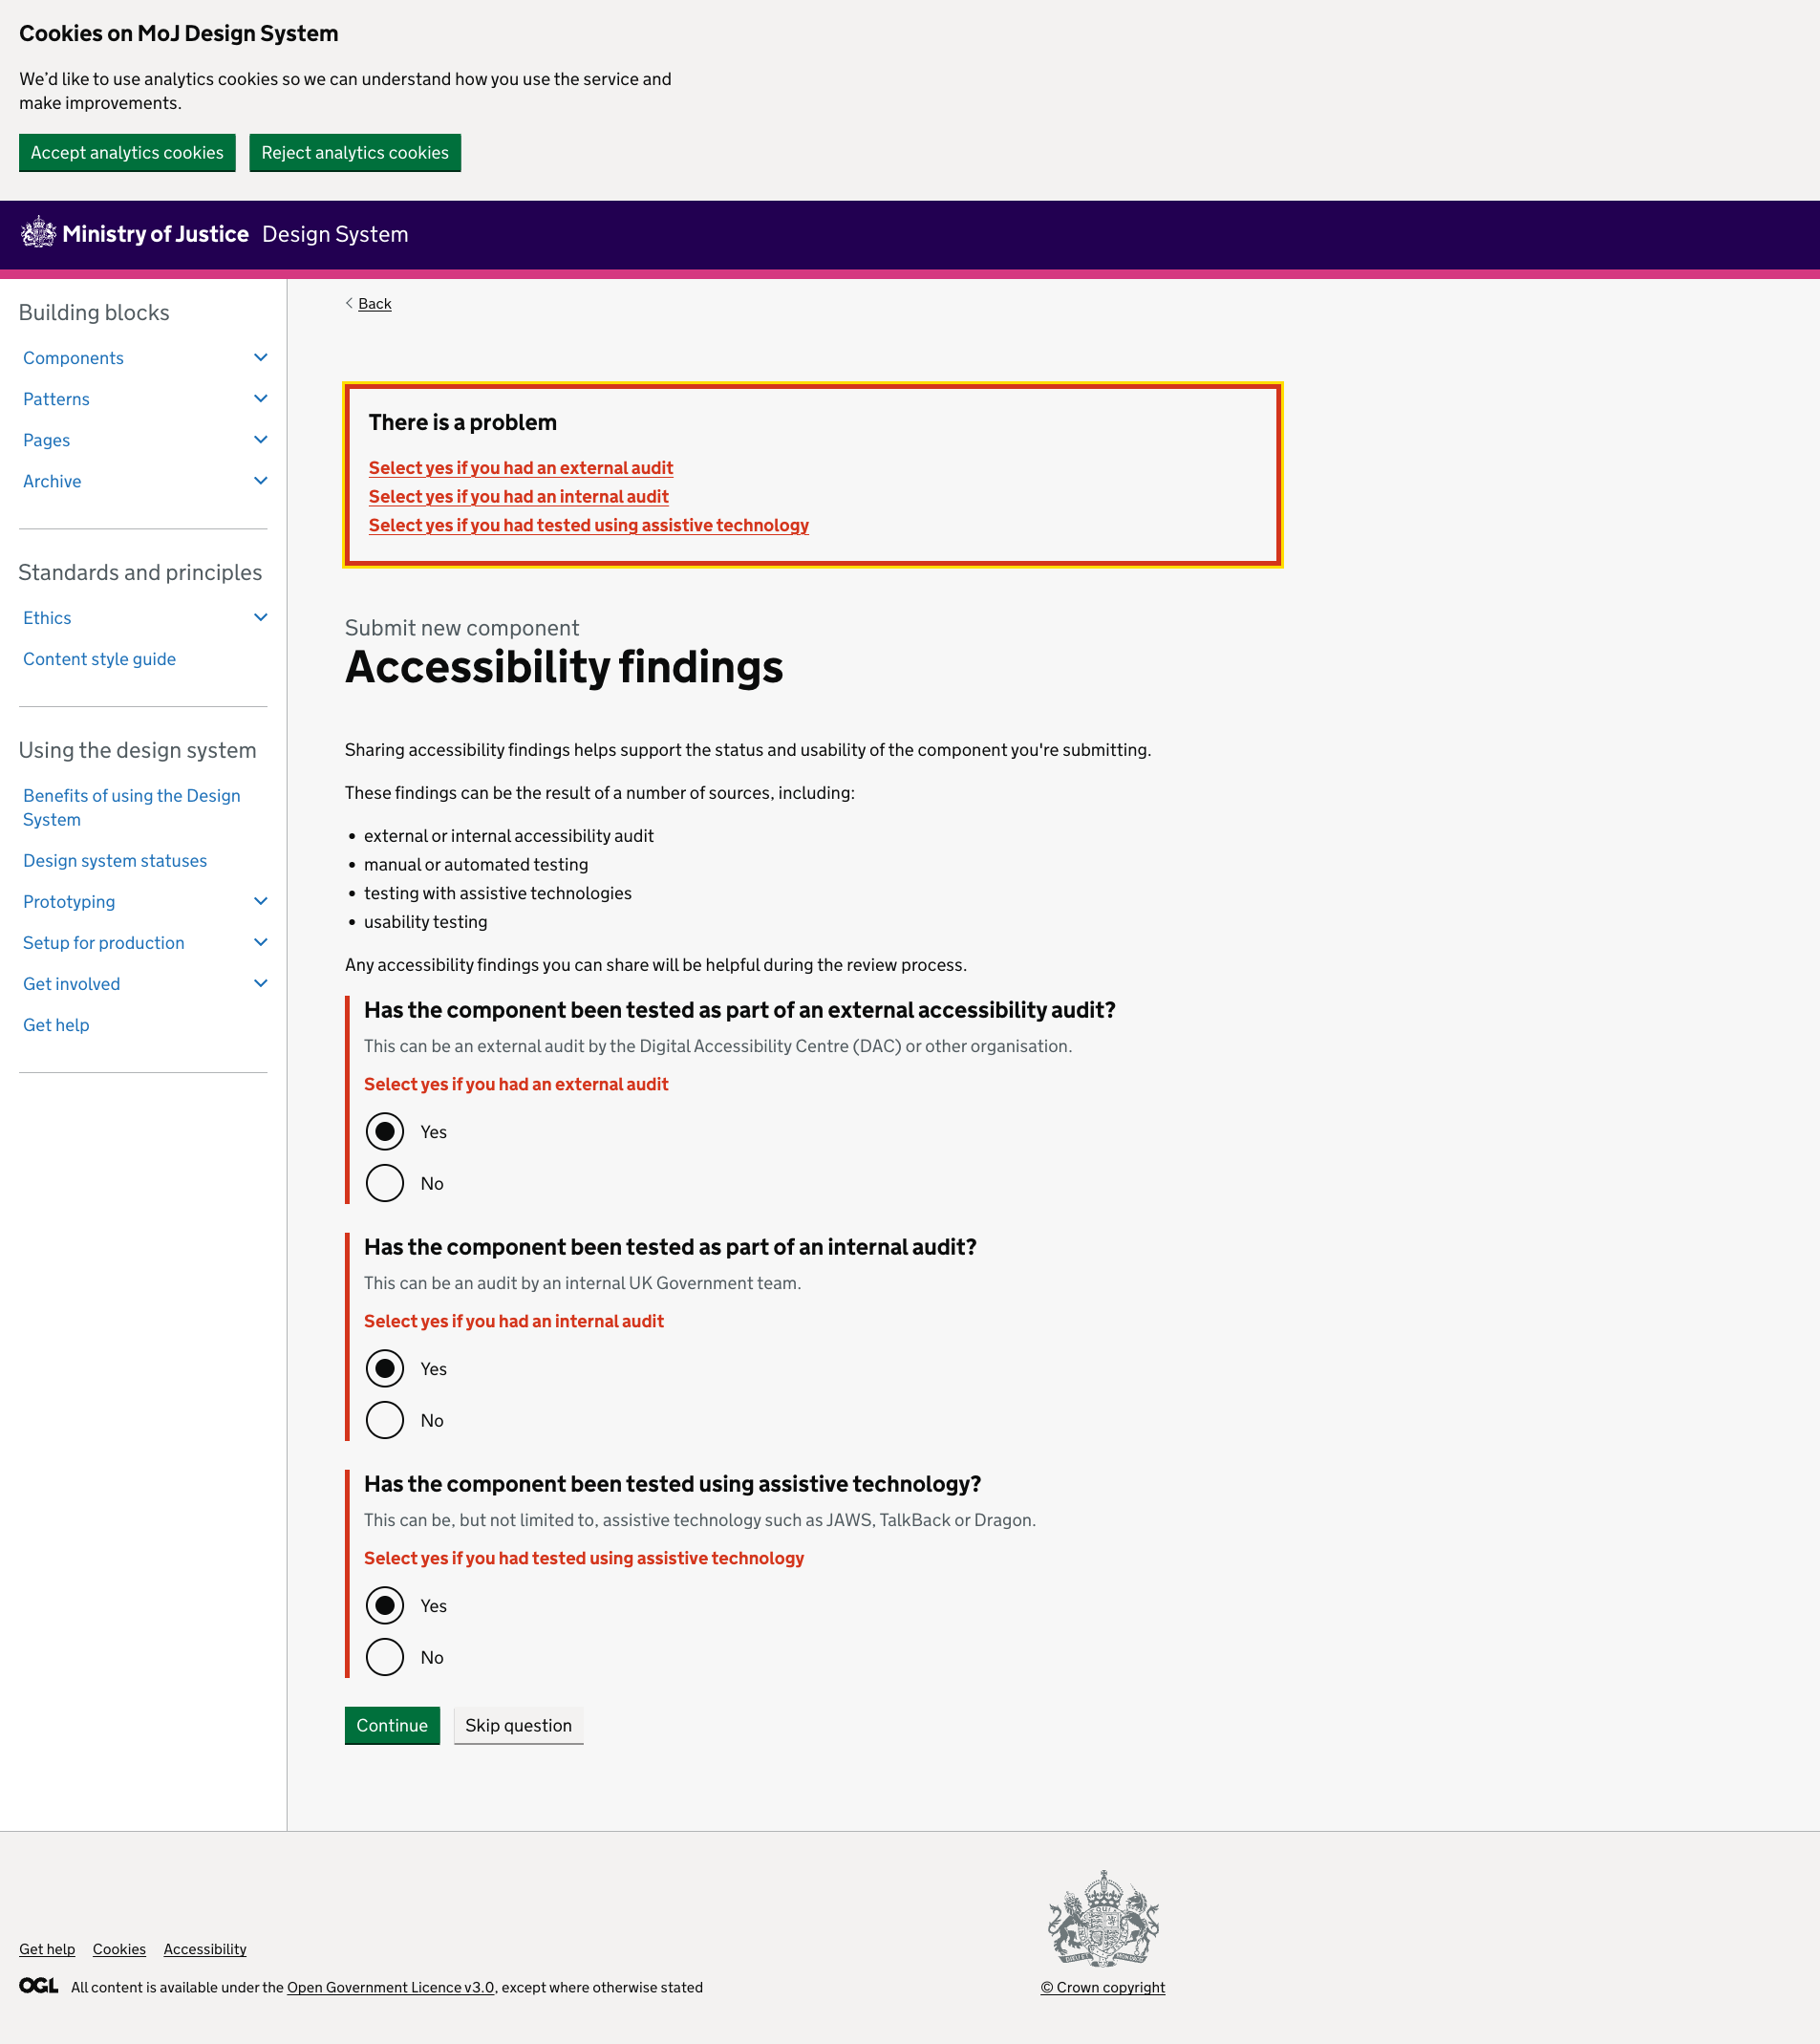 Cookies on MoJ Design System
We’d like to use analytics cookies so we can understand how you use the service and
make improvements.
Accept analytics cookies
Reject analytics cookies
Ministry of Justice Design System
Building blocks
Components
Patterns
Pages
Archive
Standards and principles
Ethics
Content style guide
Using the design system
Benefits of using the Design
System
Design system statuses
Prototyping
Setup for production
Get involved
Get help
Back
There is a problem
Select yes if you had an external audit
Select yes if you had an internal audit
Select yes if you had tested using assistive technology
Submit new component
Accessibility findings
Sharing accessibility findings helps support the status and usability of the component you're submitting.
These findings can be the result of a number of sources, including:
• external or internal accessibility audit
• manual or automated testing
• testing with assistive technologies
• usability testing
Any accessibility findings you can share will be helpful during the review process.
Has the component been tested as part of an external accessibility audit?
This can be an external audit by the Digital Accessibility Centre (DAC) or other organisation.
Select yes if you had an external audit
Yes
No
Has the component been tested as part of an internal audit?
This can be an audit by an internal UK Government team.
Select yes if you had an internal audit
Yes
No
Has the component been tested using assistive technology?
This can be, but not limited to, assistive technology such as JAWS, TalkBack or Dragon.
Select yes if you had tested using assistive technology
Yes
No
Continue
Skip question
Get help Cookies Accessibility
OGL All content is available under the Open Government Licence v3.0, except where otherwise stated
© Crown copyright